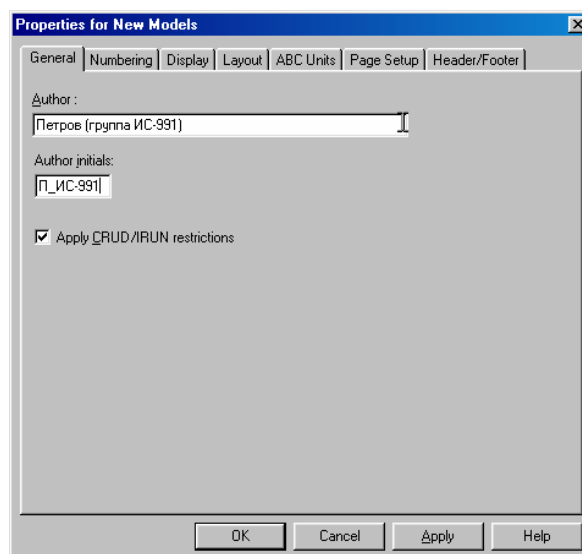 Properties for New Models
General Numbering Display Layout ABC Units Page Setup Header/Footer
Author :
Петров (группа ИС-991)
Author initials:
П_ИС-991
Apply CRUD/IRUN restrictions
OK Cancel Apply Help